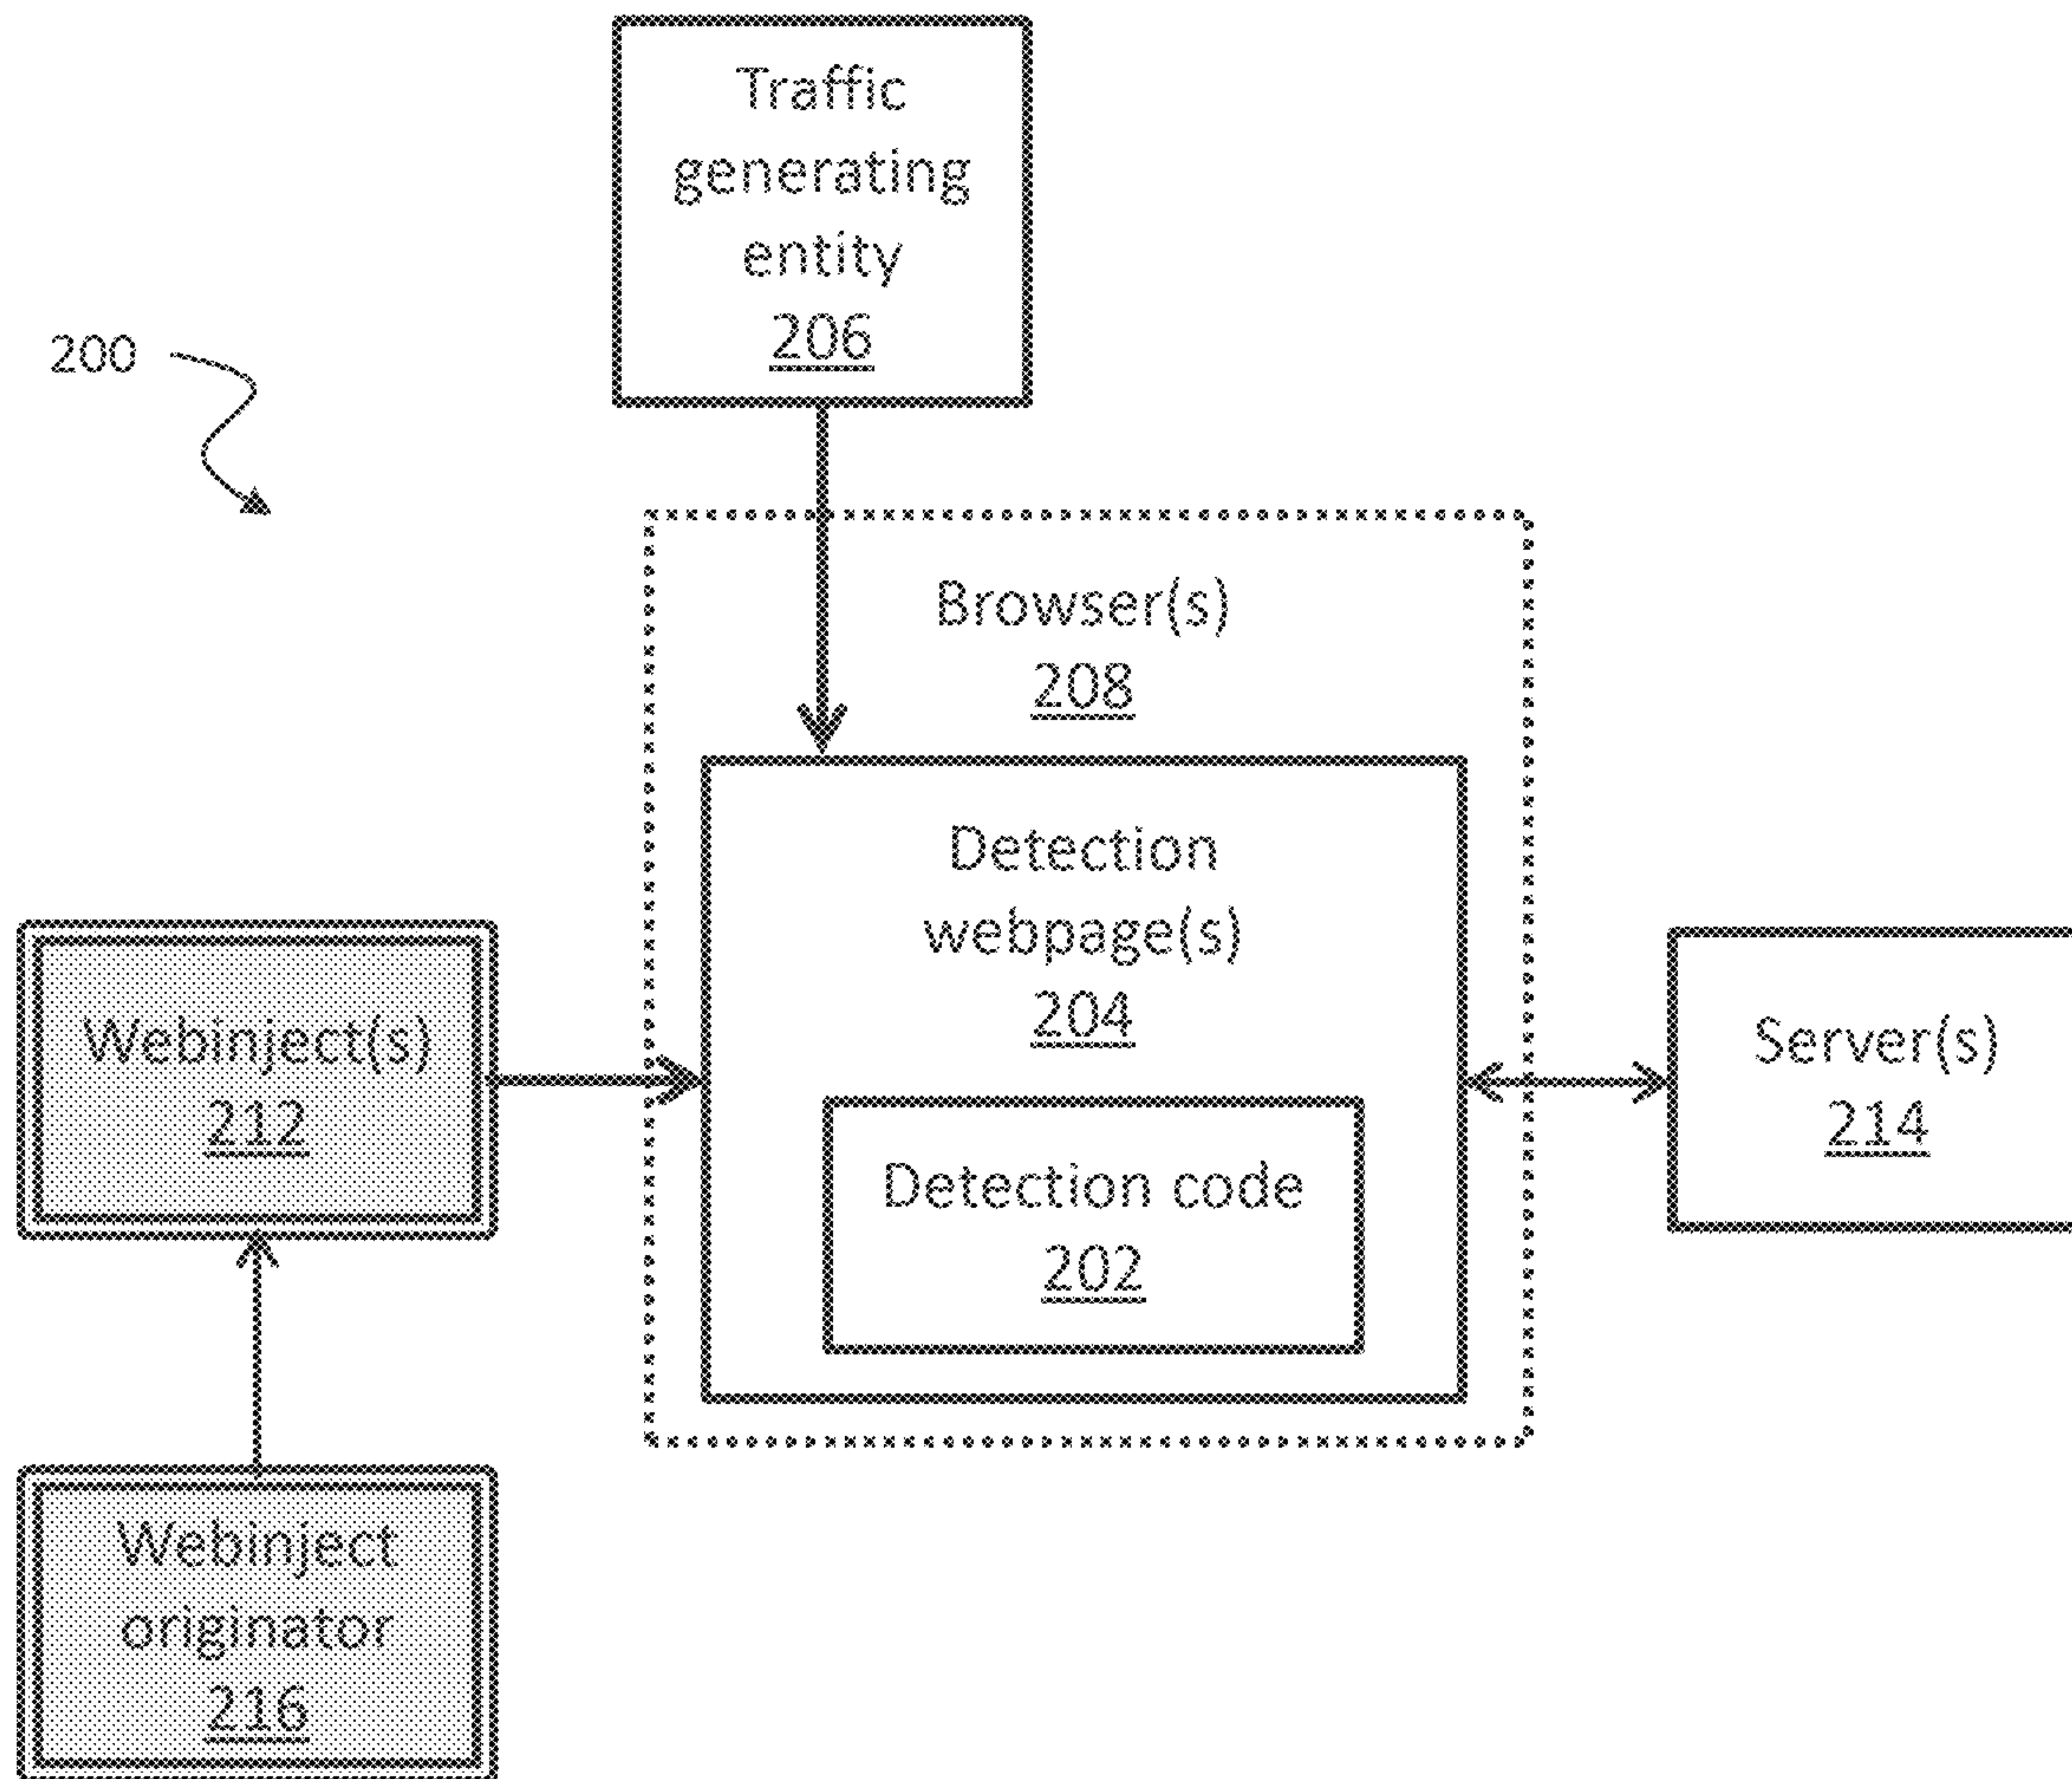 Traffic
generating
entity
206
200
Browser(s)
208
Detection
webpage(s)
204
Webinject(s)
212
Server(s)
214
Detection code
202
Webinject
originator
216